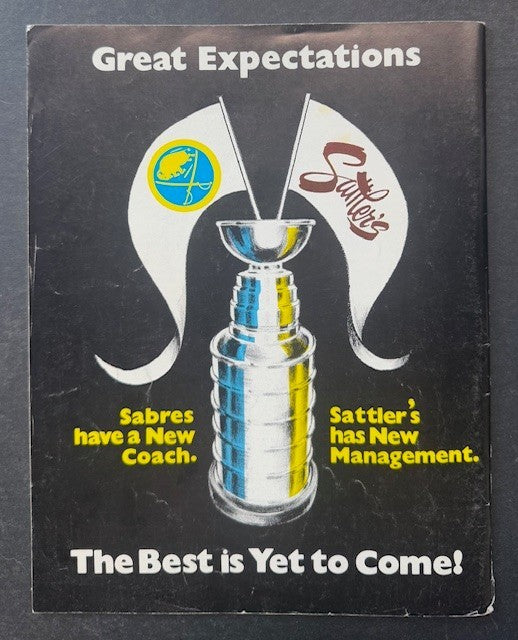 Great Expectations
Sattler's
Sabres
have a New
Coach.
Sattler's
has New
Management.
The Best is Yet to Come!